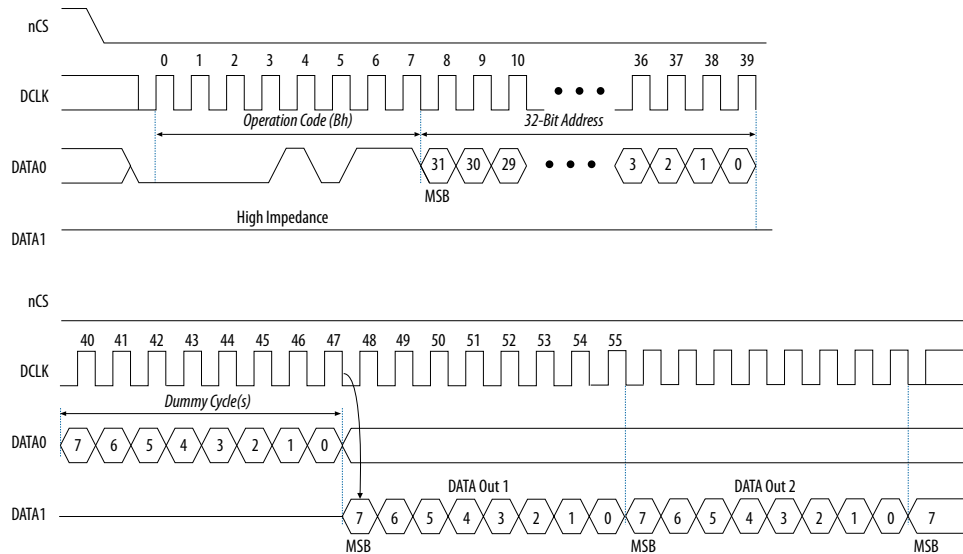 nCS
0 1 2 3 4 5 6 7 8 9 10 36 37 38 39
DCLK
Operation Code (Bh) 32-Bit Address
DATA0 31 30 29 3 2 1 0
MSB
High Impedance
DATA1
nCS
40 41 42 43 44 45 46 47 48 49 50 51 52 53 54 55
DCLK
Dummy Cycle(s)
DATA0 7 6 5 4 3 2 1 0
DATA Out 1 DATA Out 2
DATA1 7 6 5 4 3 2 1 0 7 6 5 4 3 2 1 0 7
MSB MSB MSB